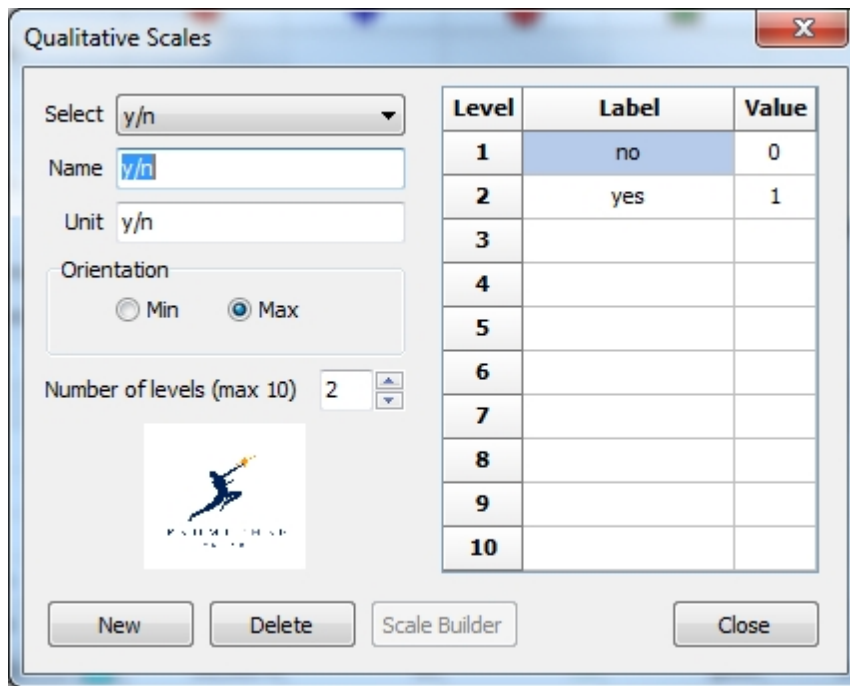 Qualitative Scales
Select y/n
Name y/n
Unit y/n
Orientation
Min Max
Number of levels (max 10) 2
Level Label Value
1 no 0
2 yes 1
3
4
5
6
7
8
9
10
New Delete Scale Builder Close